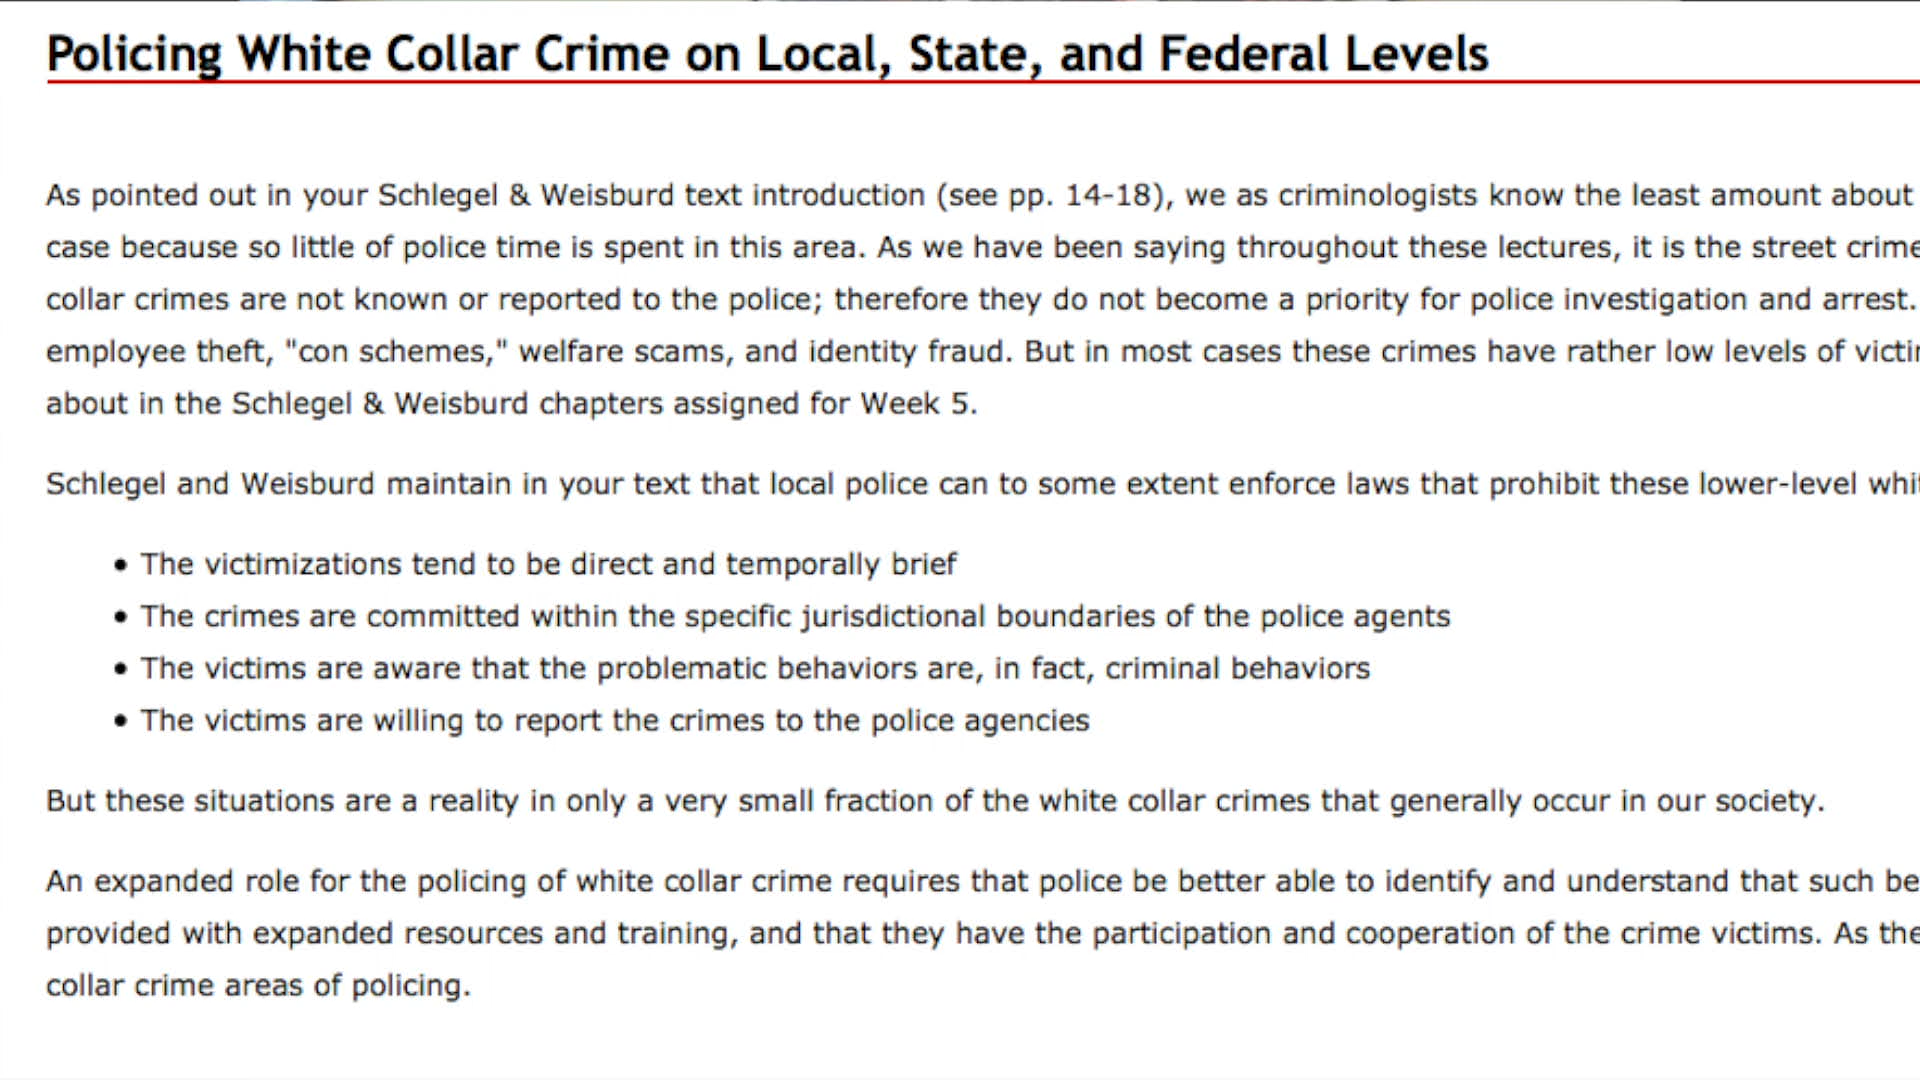 Policing White Collar Crime on Local, State, and Federal Levels
As pointed out in your Schlegel & Weisburd text introduction (see pp. 14-18), we as criminologists know the least amount about
case because so little of police time is spent in this area. As we have been saying throughout these lectures, it is the street crime
collar crimes are not known or reported to the police; therefore they do not become a priority for police investigation and arrest.
employee theft, "con schemes," welfare scams, and identity fraud. But in most cases these crimes have rather low levels of
about in the Schlegel & Weisburd chapters assigned for Week 5.
Schlegel and Weisburd maintain in your text that local police can to some extent enforce laws that prohibit these lower-level
• The victimizations tend to be direct and temporally brief
• The crimes are committed within the specific jurisdictional boundaries of the police agents
• The victims are aware that the problematic behaviors are, in fact, criminal behaviors
• The victims are willing to report the crimes to the police agencies
But these situations are a reality in only a very small fraction of the white collar crimes that generally occur in our society.
An expanded role for the policing of white collar crime requires that police be better able to identify and understand that such
provided with expanded resources and training, and that they have the participation and cooperation of the crime victims. As
collar crime areas of policing.